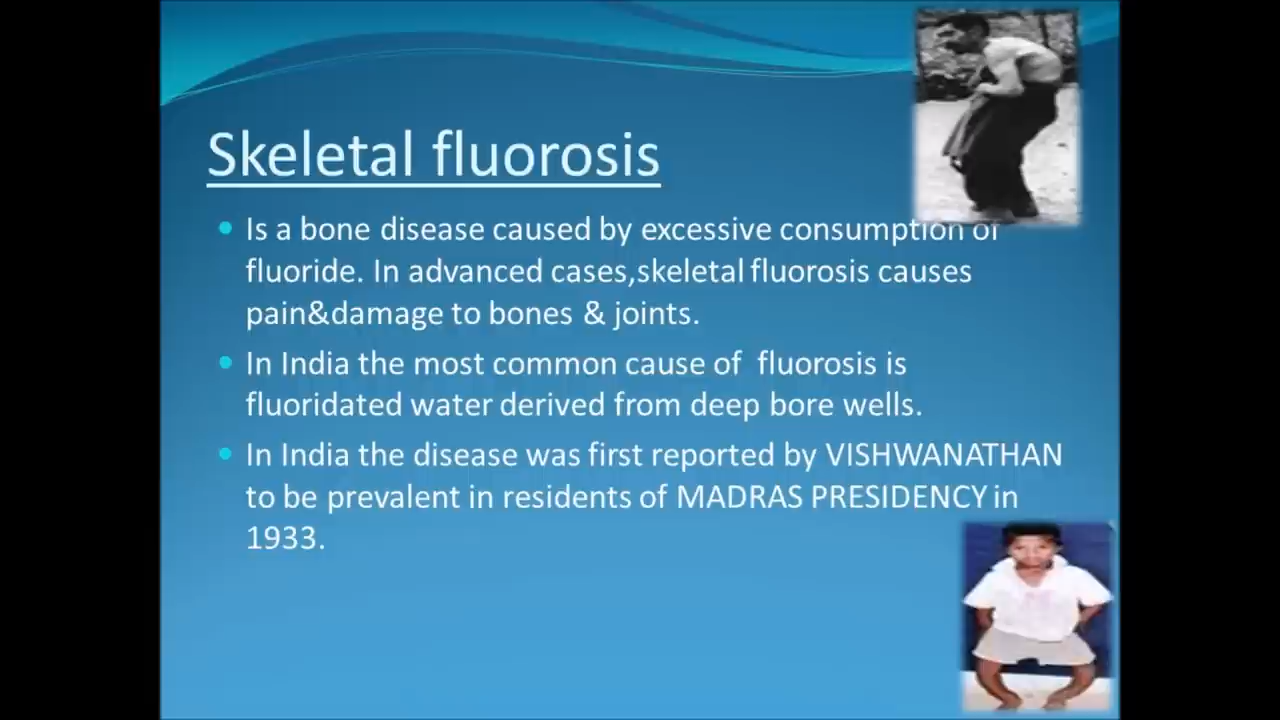 Skeletal fluorosis
Is a bone disease caused by excessive consumption of
fluoride. In advanced cases,skeletal fluorosis causes
pain&damage to bones & joints.
In India the most common cause of  fluorosis is
fluoridated water derived from deep bore wells.
In India the disease was first reported by VISHWANATHAN
to be prevalent in residents of MADRAS PRESIDENCY in
1933.